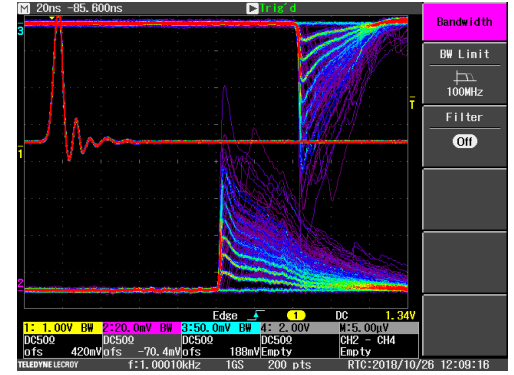 M 20ns -85.600ns Trig'd
Bandwidth
BW Limit
100MHz
Filter
Off
3
T
1
2
Edge 1 DC 1.34V
1: 1.00V BW 2:20.0mV BW 3:50.0mV BW 4: 2.00V M:5.00µV
DC50Ω DC50Ω DC50Ω DC50Ω CH2 - CH4
ofs 420mV ofs -70.4mV ofs 188mV Empty Empty
TELEDYNE LECROY f:1.00010kHz 1GS 200 pts RTC:2018/10/26 12:09:16